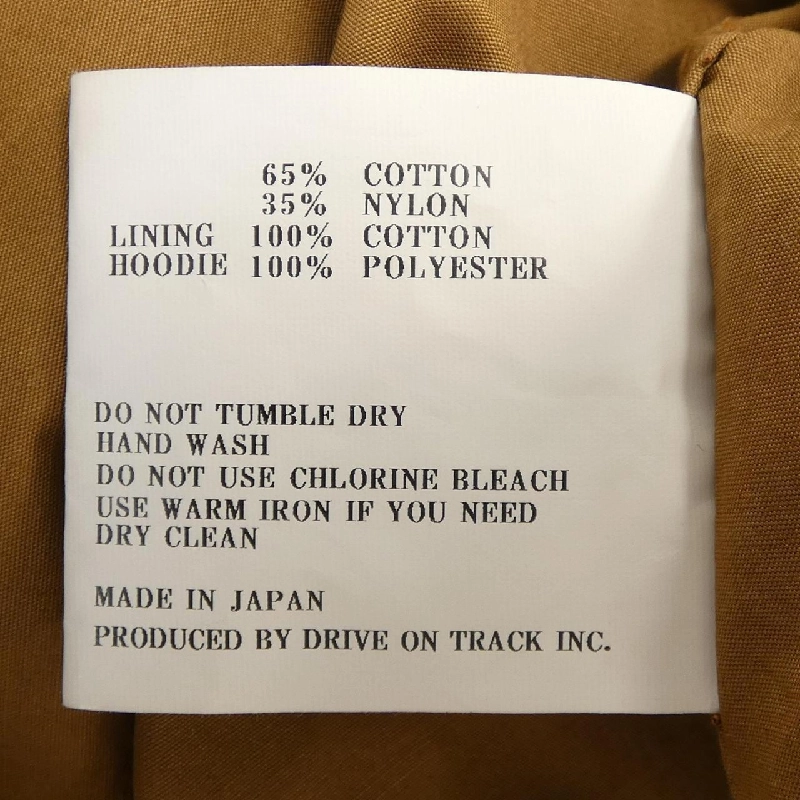 65% COTTON
35% NYLON
LINING 100% COTTON
HOODIE 100% POLYESTER
DO NOT TUMBLE DRY
HAND WASH
DO NOT USE CHLORINE BLEACH
USE WARM IRON IF YOU NEED
DRY CLEAN
MADE IN JAPAN
PRODUCED BY DRIVE ON TRACK INC.